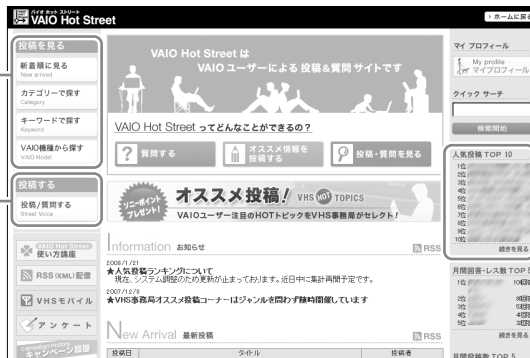 バイオ ホット ストリート
VAIO Hot Street
ホームに戻る
投稿を見る
新着順に見る
New arrived
カテゴリーで探す
Category
キーワードで探す
Keyword
VAIO機種から探す
VAIO Model
投稿する
投稿/質問する
Street Voice
VAIO Hot Street
使い方講座
RSS (XML) 配信
VHSモバイル
アンケート
campaign history
キャンペーン履歴
VAIO Hot Street は
VAIO ユーザーによる 投稿&質問 サイトです
VAIO Hot Street ってどんなことができるの?
? 質問する
オススメ情報を
投稿する
投稿・質問を見る
ソニーポイント
プレゼント!
オススメ投稿! VHS HOT TOPICS
VAIOユーザー注目のHOTトピックをVHS事務局がセレクト!
Information お知らせ
RSS
2008/1/21
★人気投稿ランキングについて
現在、システム調整のため更新が止まっております。近日中に集計再開予定です。
2007/12/8
★VHS事務局オススメ投稿コーナーはジャンルを問わず随時開催しています
New Arrival 最新投稿
RSS
投稿日
タイトル
投稿者
マイ プロフィール
My profile
マイプロフィール
クイック サーチ
検索開始
人気投稿 TOP 10
1位
2位
3位
4位
5位
6位
7位
8位
9位
10位
続きを見る
月間回答・レス数 TOP 5
1位
2位
3位
4位
5位
続きを見る
月間投稿数 TOP 5